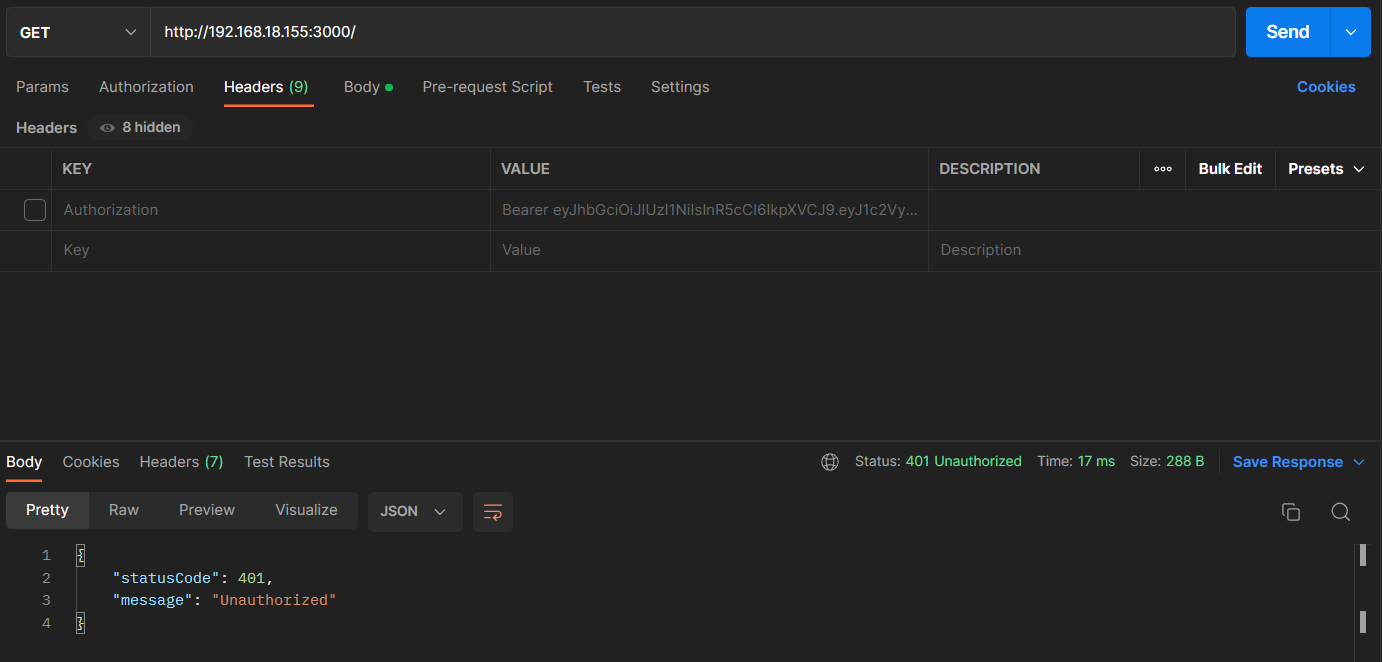 GET http://192.168.18.155:3000/ Send
Params Authorization Headers (9) Body Pre-request Script Tests Settings Cookies
Headers 8 hidden
KEY VALUE DESCRIPTION Bulk Edit Presets
Authorization Bearer eyJhbGciOiJIUzI1NiIsInR5cCI6IkpXVCJ9.eyJ1c2Vy...
Key Value Description
Body Cookies Headers (7) Test Results Status: 401 Unauthorized Time: 17 ms Size: 288 B Save Response
Pretty Raw Preview Visualize JSON
1 {
2 "statusCode": 401,
3 "message": "Unauthorized"
4 }